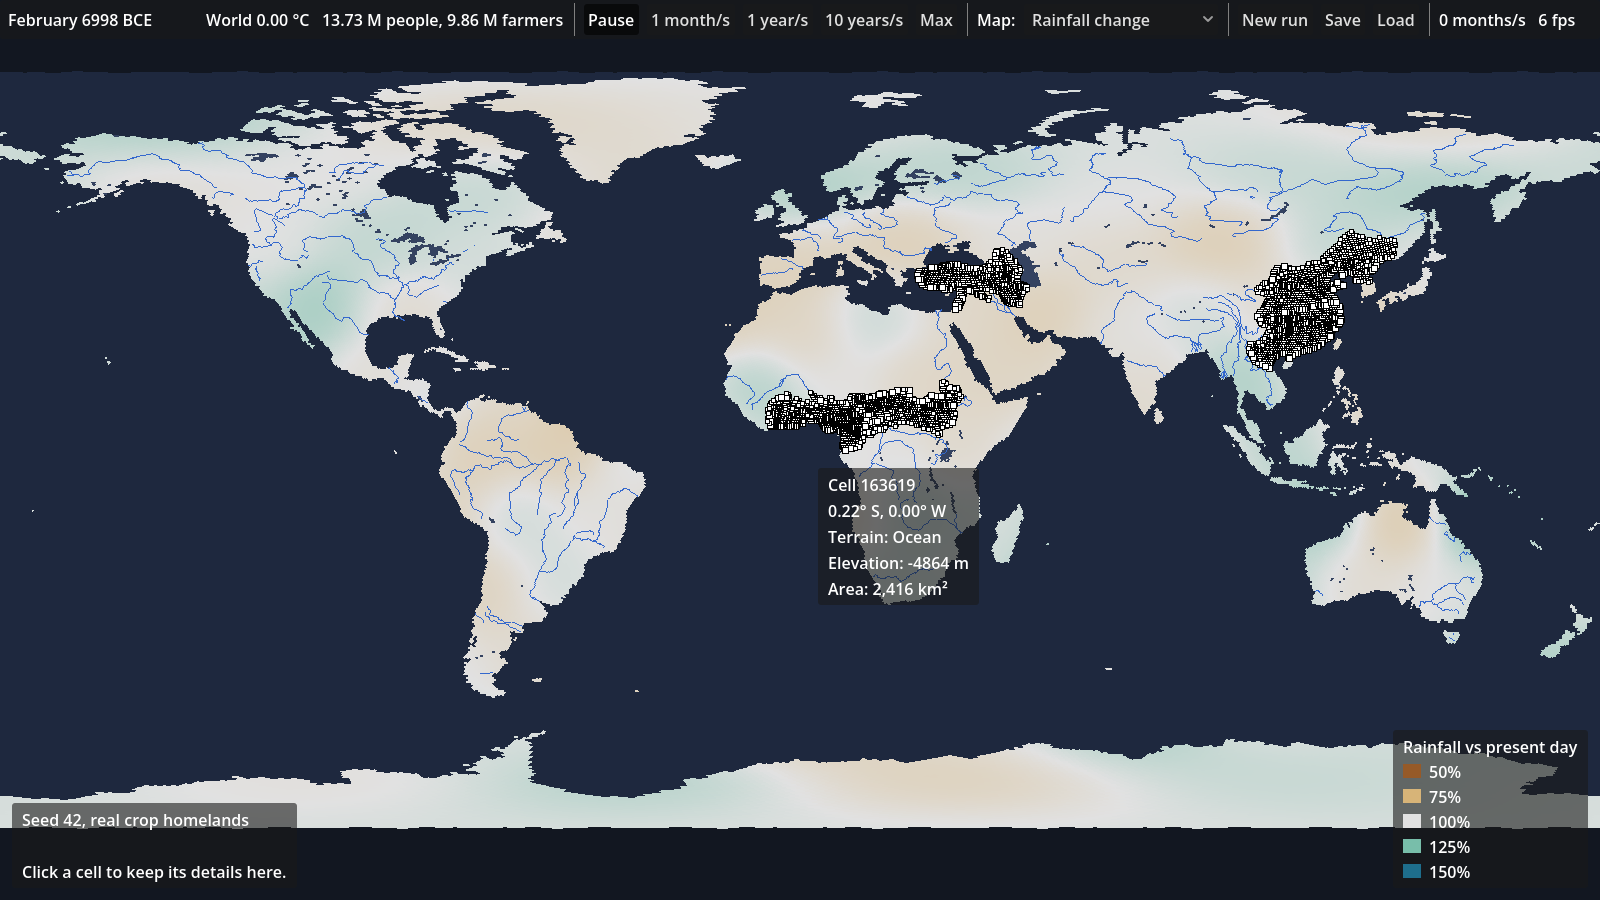 February 6998 BCE World 0.00 °C 13.73 M people, 9.86 M farmers Pause 1 month/s 1 year/s 10 years/s Max Map: Rainfall change New run Save Load 0 months/s 6 fps
Cell 163619
0.22° S, 0.00° W
Terrain: Ocean
Elevation: -4864 m
Area: 2,416 km²
Rainfall vs present day
50%
75%
100%
125%
150%
Seed 42, real crop homelands
Click a cell to keep its details here.